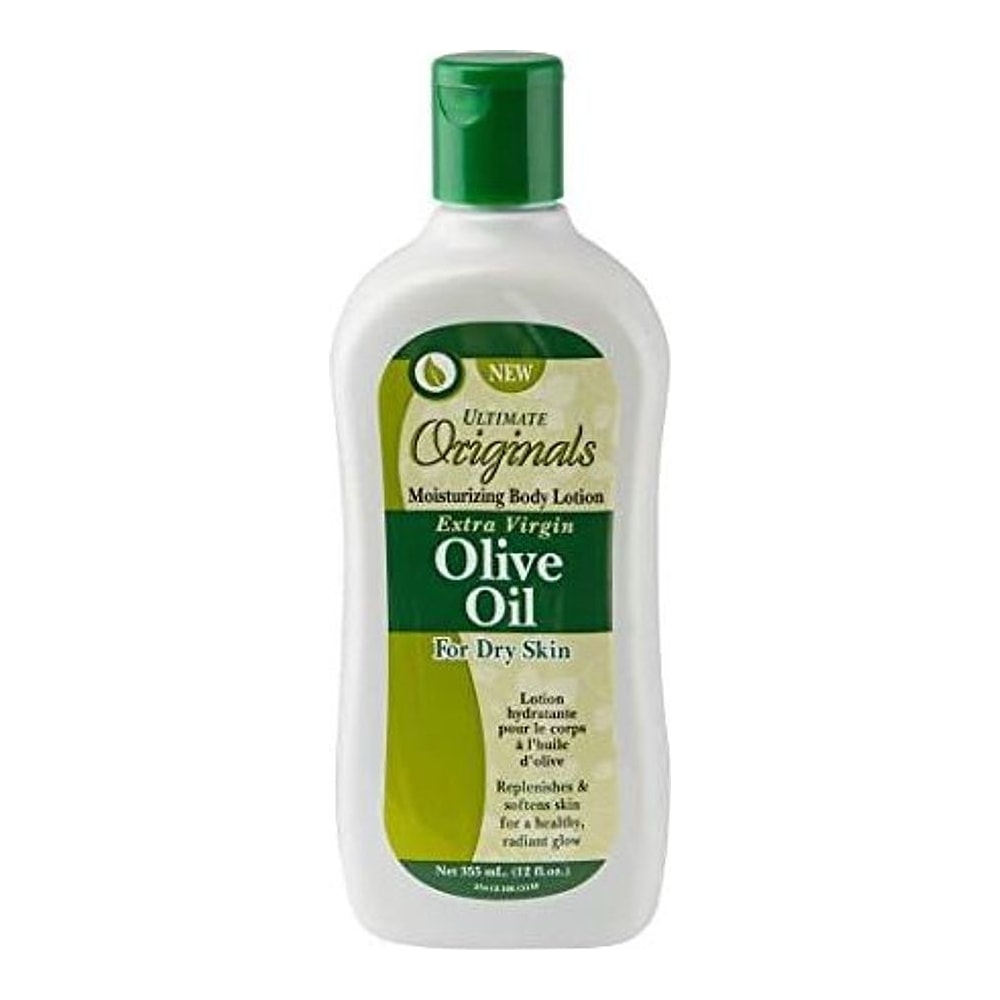 NEW
ULTIMATE
Originals
Moisturizing Body Lotion
Extra Virgin
Olive
Oil
For Dry Skin
Lotion
hydratante
pour le corps
à l'huile
d'olive
Replenishes &
softens skin
for a healthy,
radiant glow
Net 355 mL. (12 fl.oz.)